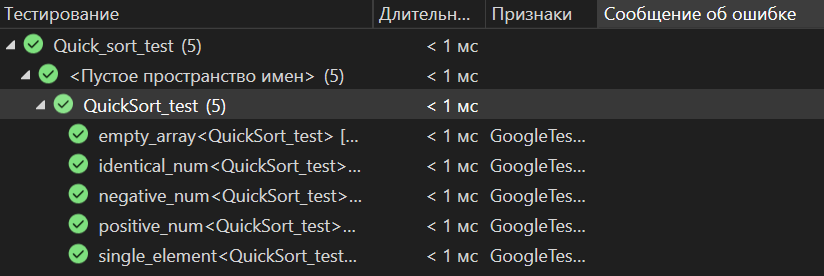 Тестирование Длительн... Признаки Сообщение об ошибке
Quick_sort_test (5) < 1 мс
<Пустое пространство имен> (5) < 1 мс
QuickSort_test (5) < 1 мс
empty_array<QuickSort_test> [... < 1 мс GoogleTes...
identical_num<QuickSort_test>... < 1 мс GoogleTes...
negative_num<QuickSort_test>... < 1 мс GoogleTes...
positive_num<QuickSort_test>... < 1 мс GoogleTes...
single_element<QuickSort_test... < 1 мс GoogleTes...